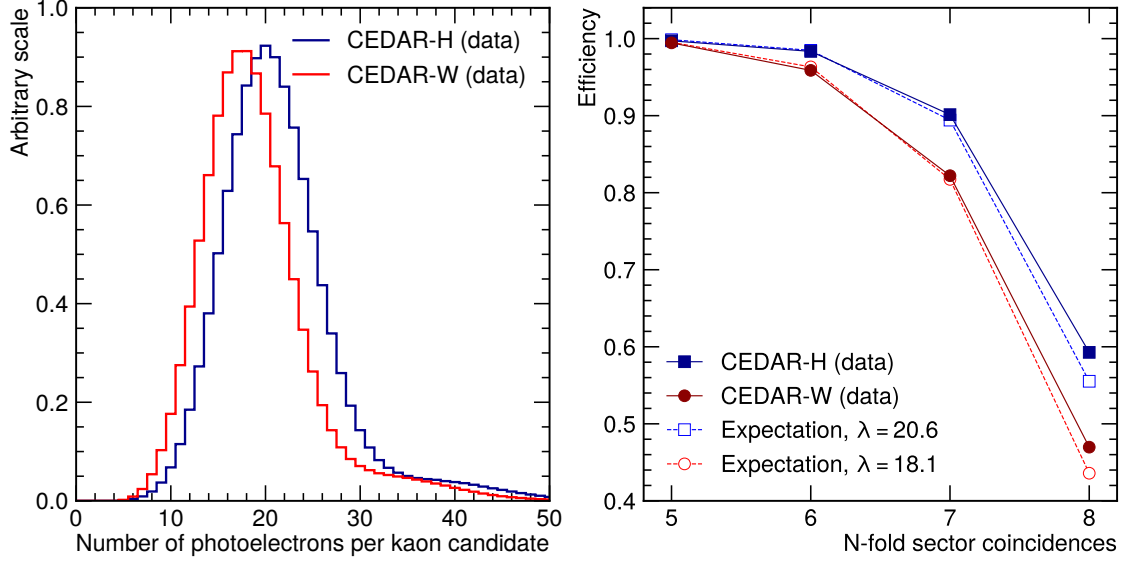 Arbitrary scale
1.0
0.8
0.6
0.4
0.2
0.0
CEDAR-H (data)
CEDAR-W (data)
0 10 20 30 40 50
Number of photoelectrons per kaon candidate
Efficiency
1.0
0.9
0.8
0.7
0.6
0.5
0.4
CEDAR-H (data)
CEDAR-W (data)
Expectation, λ = 20.6
Expectation, λ = 18.1
5 6 7 8
N-fold sector coincidences